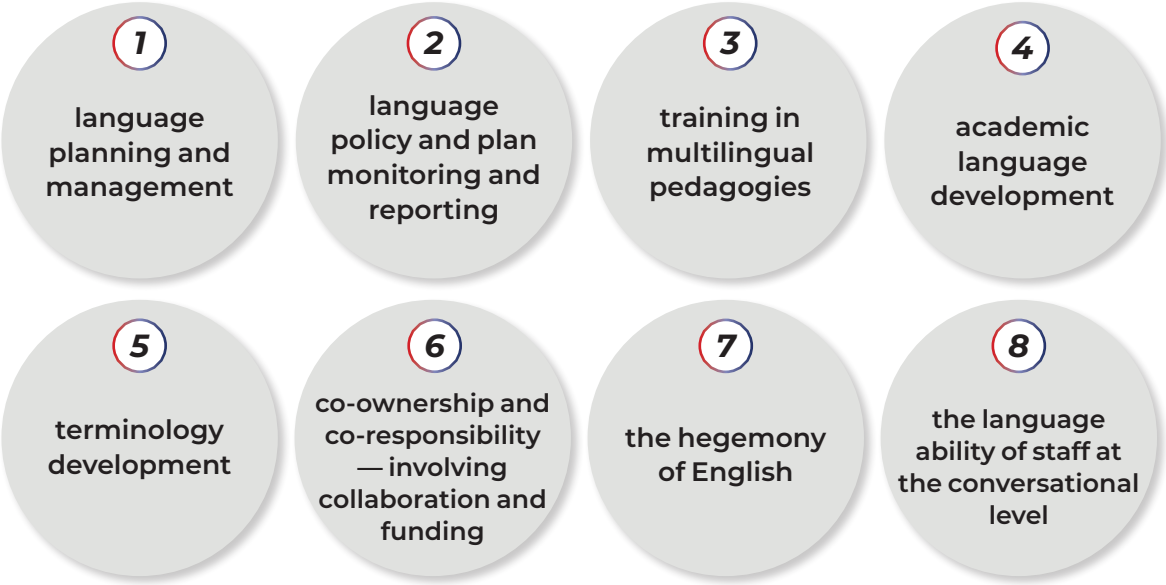 1
language
planning and
management
2
language
policy and plan
monitoring and
reporting
3
training in
multilingual
pedagogies
4
academic
language
development
5
terminology
development
6
co-ownership and
co-responsibility
— involving
collaboration and
funding
7
the hegemony
of English
8
the language
ability of staff at
the conversational
level